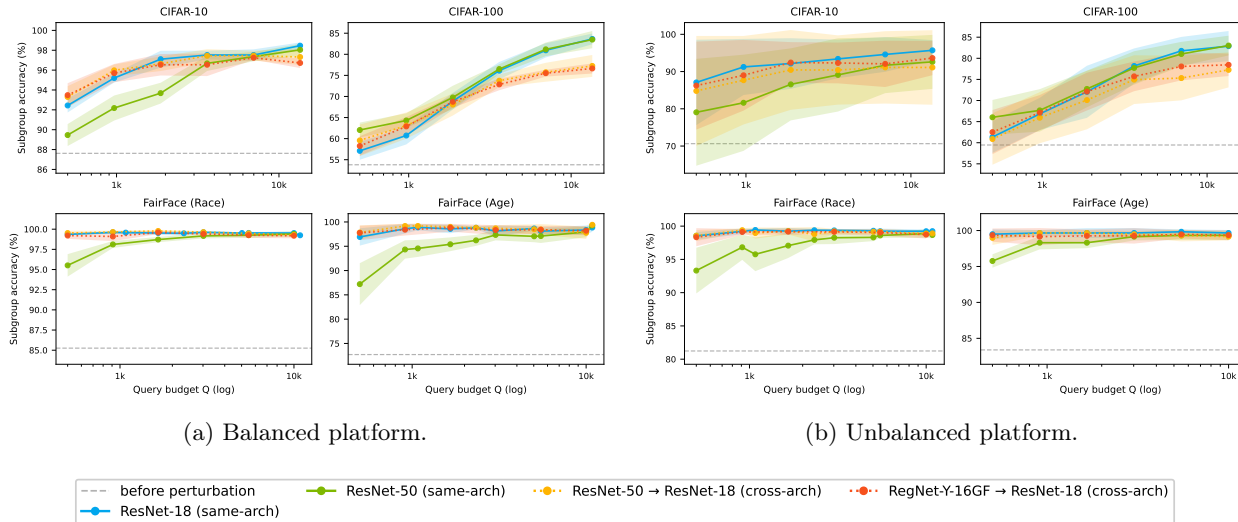 CIFAR-10
CIFAR-100
CIFAR-10
CIFAR-100
Subgroup accuracy (%)
98
96
94
92
90
88
86
1k
10k
85
80
75
70
65
60
55
1k
10k
Subgroup accuracy (%)
100
90
80
70
1k
10k
85
80
75
70
65
60
55
1k
10k
FairFace (Race)
FairFace (Age)
FairFace (Race)
FairFace (Age)
Subgroup accuracy (%)
100.0
97.5
95.0
92.5
90.0
87.5
85.0
1k
10k
Query budget Q (log)
100
95
90
85
80
75
1k
10k
Query budget Q (log)
Subgroup accuracy (%)
100
95
90
85
80
1k
10k
Query budget Q (log)
100
95
90
85
1k
10k
Query budget Q (log)
(a) Balanced platform.
(b) Unbalanced platform.
before perturbation
ResNet-50 (same-arch)
ResNet-50 → ResNet-18 (cross-arch)
RegNet-Y-16GF → ResNet-18 (cross-arch)
ResNet-18 (same-arch)